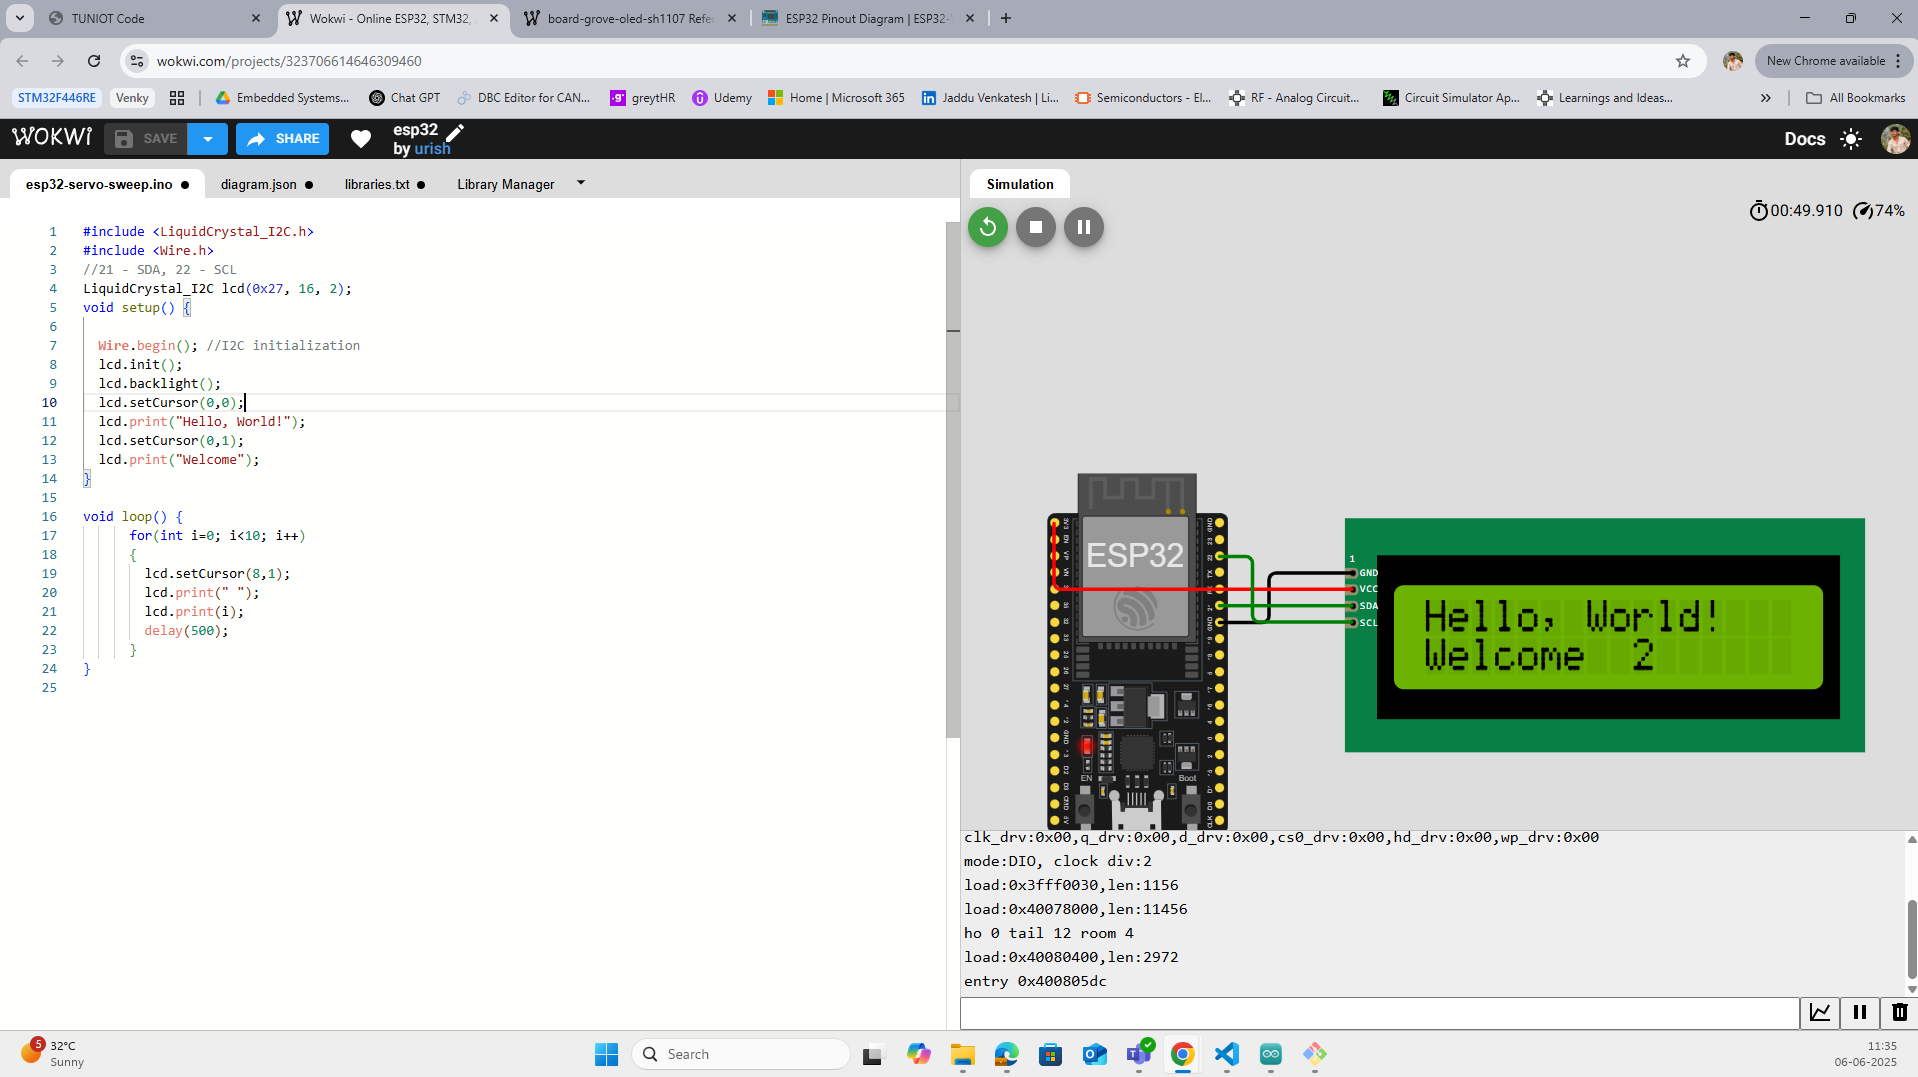 TUNIOT Code
Wokwi - Online ESP32, STM32,
board-grove-oled-sh1107 Refe
ESP32 Pinout Diagram | ESP32-
wokwi.com/projects/323706614646309460
New Chrome available
STM32F446RE
Venky
Embedded Systems...
Chat GPT
DBC Editor for CAN...
greytHR
Udemy
Home | Microsoft 365
Jaddu Venkatesh | Li...
Semiconductors - El...
RF - Analog Circuit...
Circuit Simulator Ap...
Learnings and Ideas...
All Bookmarks
WOKWi
SAVE
SHARE
esp32
by urish
Docs
esp32-servo-sweep.ino
diagram.json
libraries.txt
Library Manager
1 #include <LiquidCrystal_I2C.h>
2 #include <Wire.h>
3 //21 - SDA, 22 - SCL
4 LiquidCrystal_I2C lcd(0x27, 16, 2);
5 void setup() {
6
7 Wire.begin(); //I2C initialization
8 lcd.init();
9 lcd.backlight();
10 lcd.setCursor(0,0);
11 lcd.print("Hello, World!");
12 lcd.setCursor(0,1);
13 lcd.print("Welcome");
14 }
15
16 void loop() {
17 for(int i=0; i<10; i++)
18 {
19 lcd.setCursor(8,1);
20 lcd.print(" ");
21 lcd.print(i);
22 delay(500);
23 }
24 }
25
Simulation
00:49.910
74%
ESP32
EN
Boot
1
GND
VCC
SDA
SCL
Hello, World!
Welcome 2
clk_drv:0x00,q_drv:0x00,d_drv:0x00,cs0_drv:0x00,hd_drv:0x00,wp_drv:0x00
mode:DIO, clock div:2
load:0x3fff0030,len:1156
load:0x40078000,len:11456
ho 0 tail 12 room 4
load:0x40080400,len:2972
entry 0x400805dc
5
32°C
Sunny
Search
11:35
06-06-2025